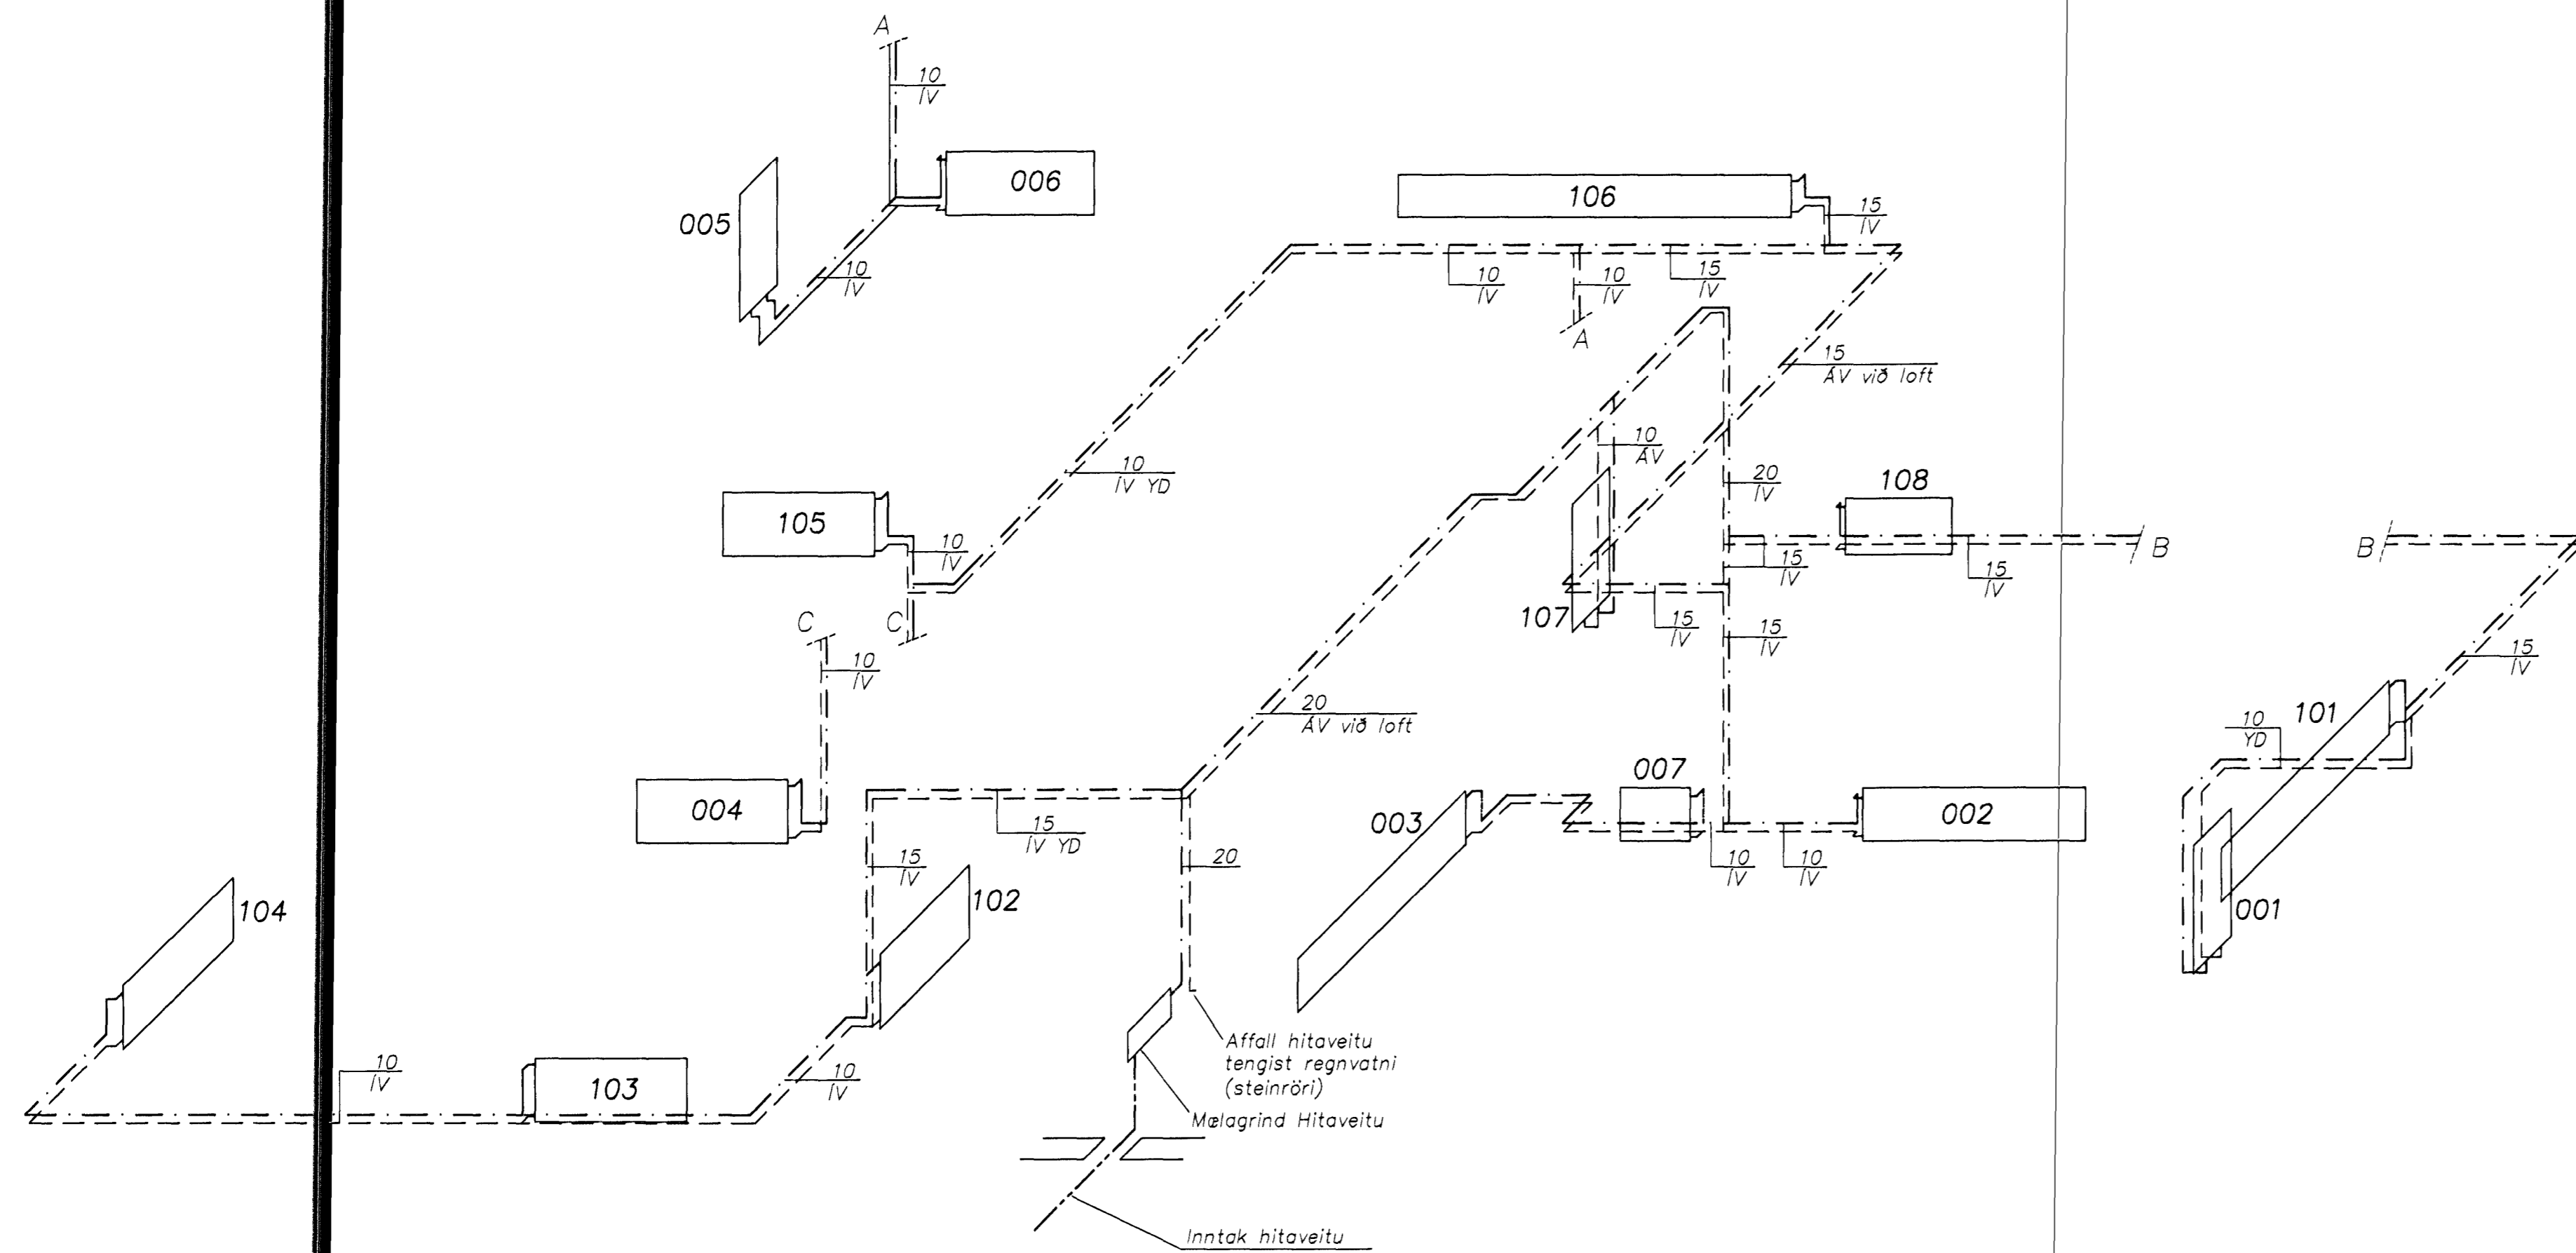 A
10
ÍV
006
005
10
ÍV
106
15
ÍV
10
ÍV
10
ÍV
15
ÍV
A
15
ÁV við loft
10
ÁV
10
ÍV YD
20
ÍV
108
105
10
ÍV
B
B
15
ÍV
15
ÍV
C
C
107
15
ÍV
15
ÍV
10
ÍV
15
ÍV
20
ÁV við loft
101
10
YD
007
004
003
002
15
ÍV YD
15
ÍV
20
10
ÍV
10
ÍV
104
102
001
Affall hitaveitu
tengist regnvatni
(steinröri)
10
ÍV
103
10
ÍV
Mælagrind Hitaveitu
Inntak hitaveitu